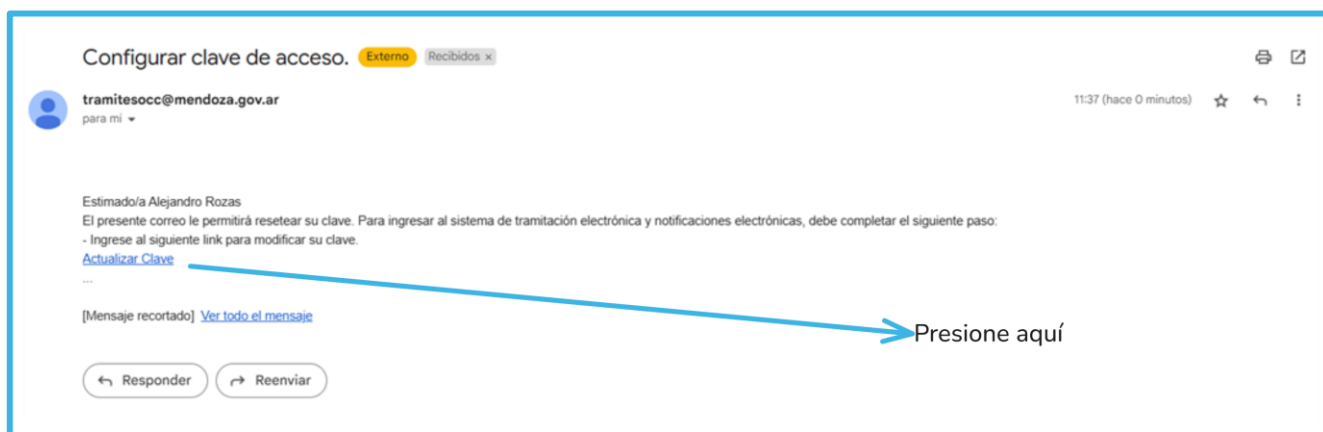 Configurar clave de acceso. Externo Recibidos ×
tramitesocc@mendoza.gov.ar 11:37 (hace 0 minutos)
para mí
Estimado/a Alejandro Rozas
El presente correo le permitirá resetear su clave. Para ingresar al sistema de tramitación electrónica y notificaciones electrónicas, debe completar el siguiente paso:
- Ingrese al siguiente link para modificar su clave.
Actualizar Clave
...
[Mensaje recortado] Ver todo el mensaje
Presione aquí
Responder Reenviar